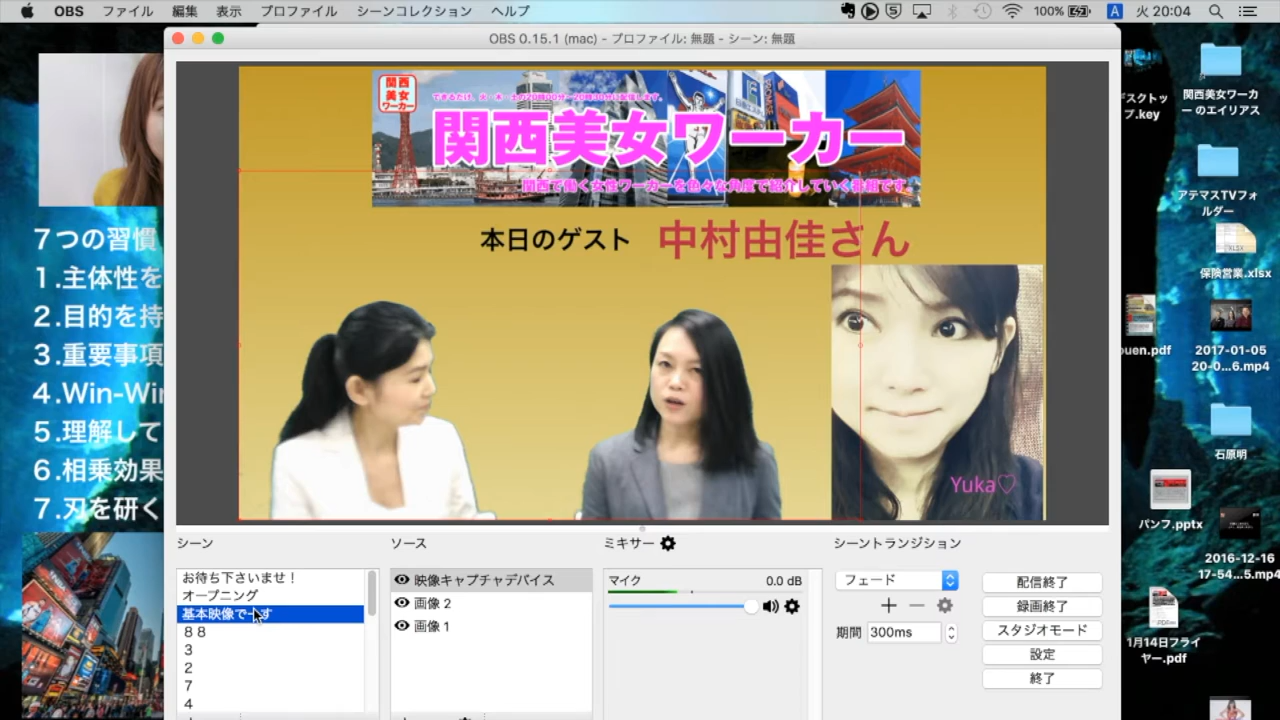 OBS ファイル 編集 表示 プロファイル シーンコレクション ヘルプ
5 100% A 火 20:04
OBS 0.15.1 (mac) - プロファイル: 無題 - シーン: 無題
関西
美女
ワーカー
関西美女ワーカー
関西で働く女性ワーカーを色々な角度で紹介していく番組です。
本日のゲスト 中村由佳さん
Yuka♡
7つの習慣
1.主体性を
2.目的を持
3.重要事項
4.Win-Win
5.理解して
6.相乗効果
7.刃を研く
シーン
お待ち下さいませ！
オープニング
基本映像でーす
８８
3
2
7
4
ソース
映像キャプチャデバイス
画像 2
画像 1
ミキサー
マイク 0.0 dB
シーントランジション
フェード
期間 300ms
配信終了
録画終了
スタジオモード
設定
終了
デスクトッ
プ.key
関西美女ワーカ
ーのエイリアス
アテマスTVフォ
ルダー
XLSX
保険営業.xlsx
ouen.pdf
2017-01-05
20-0...6.mp4
石原明
パンフ.pptx
2016-12-16
17-54...5.mp4
1月14日フライ
ヤー.pdf